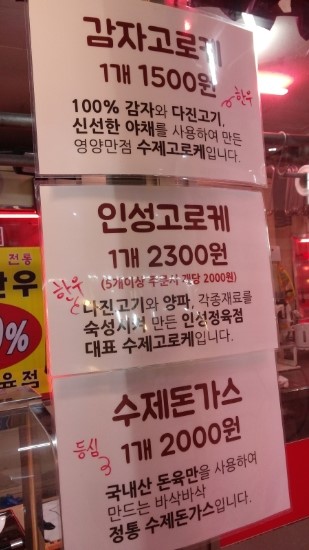 감자고로케
1개 1500원
한우
100% 감자와 다진고기,
신선한 야채를 사용하여 만든
영양만점 수제고로케입니다.
인성고로케
1개 2300원
(5개이상 주문시 개당 2000원)
한우
다진고기와 양파, 각종재료를
숙성시켜 만든 인성정육점
대표 수제고로케입니다.
수제돈가스
1개 2000원
등심
국내산 돈육만을 사용하여
만드는 바삭바삭
정통 수제돈가스입니다.
전통
한우
0%
육점